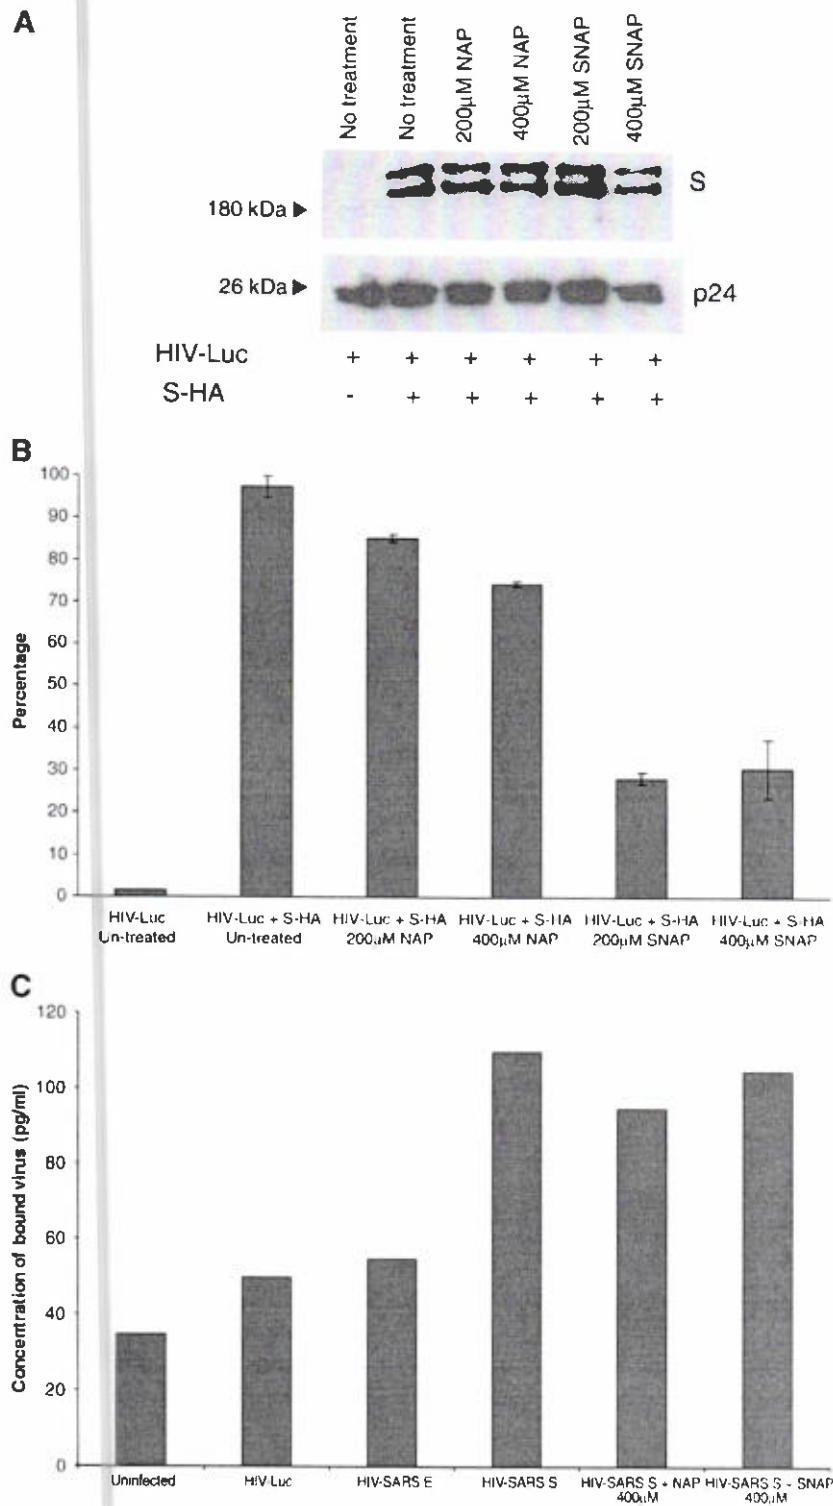 A
No treatment
No treatment
200μM NAP
400μM NAP
200μM SNAP
400μM SNAP
S
180 kDa
26 kDa
p24
HIV-Luc + + + + + +
S-HA - + + + + +
B
Percentage
100
90
80
70
60
50
40
30
20
10
0
HIV-Luc
Un-treated
HIV-Luc + S-HA
Un-treated
HIV-Luc + S-HA
200μM NAP
HIV-Luc + S-HA
400μM NAP
HIV-Luc + S-HA
200μM SNAP
HIV-Luc + S-HA
400μM SNAP
C
Concentration of bound virus (pg/ml)
120
100
80
60
40
20
0
Uninfected
HIV-Luc
HIV-SARS E
HIV-SARS S
HIV-SARS S + NAP
400μM
HIV-SARS S - SNAP
400μM